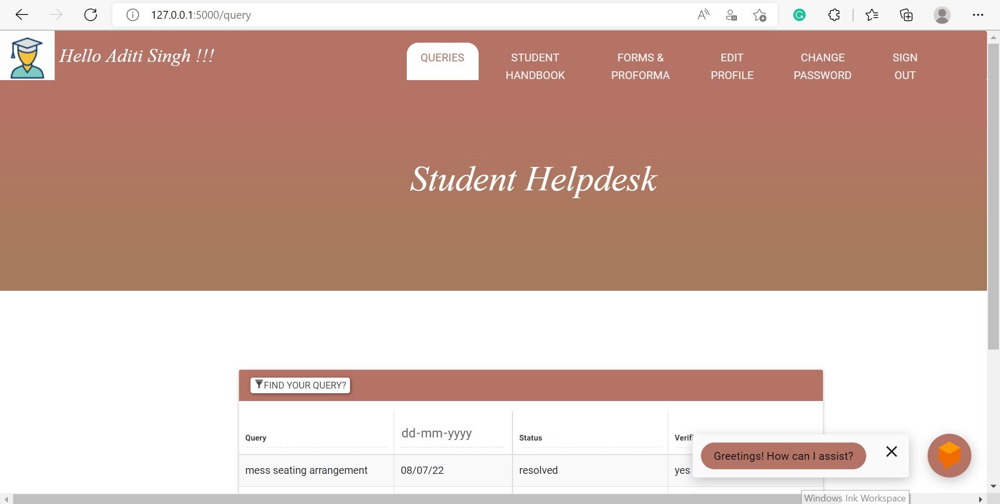 127.0.0.1:5000/query
Hello Aditi Singh !!!
QUERIES
STUDENT
HANDBOOK
FORMS &
PROFORMA
EDIT
PROFILE
CHANGE
PASSWORD
SIGN
OUT
Student Helpdesk
FIND YOUR QUERY?
Query
dd-mm-yyyy
Status
Verifi
mess seating arrangement
08/07/22
resolved
yes
Greetings! How can I assist?
Windows Ink Workspace